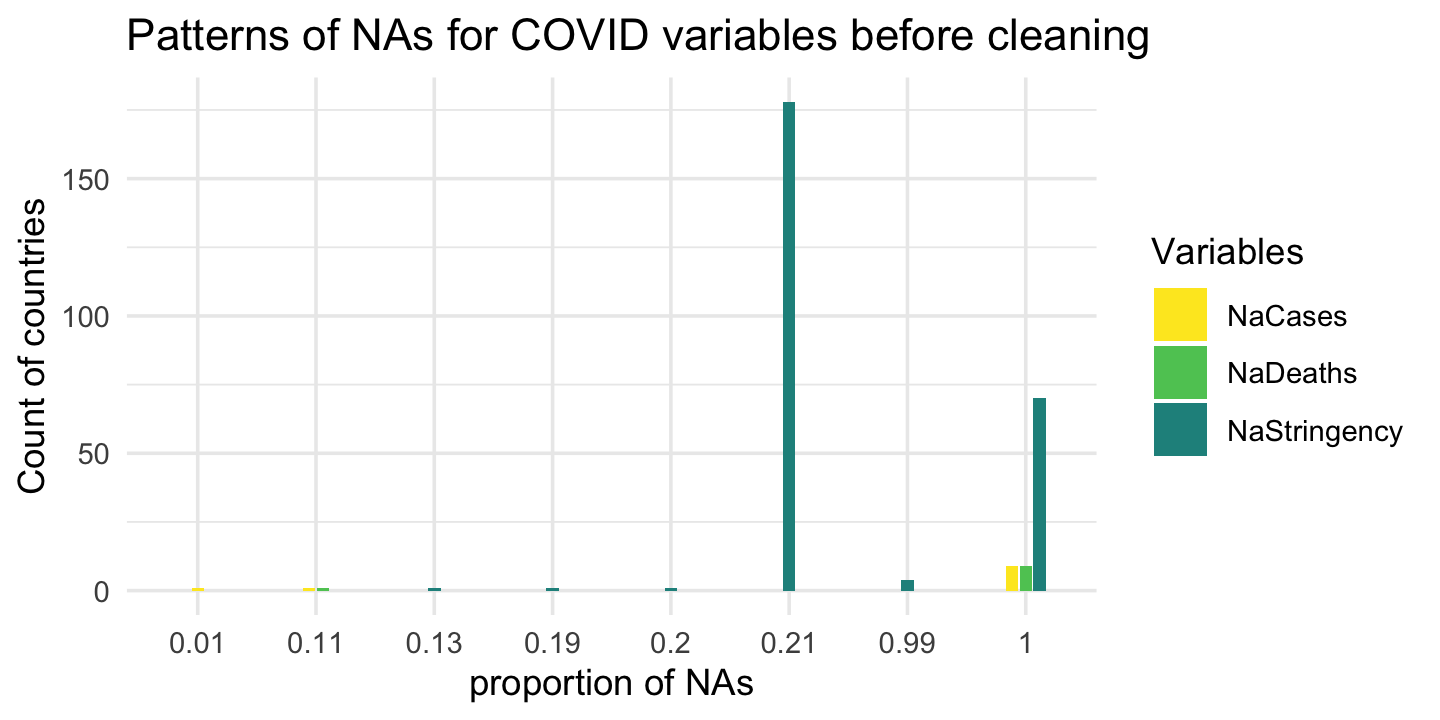 Patterns of NAs for COVID variables before cleaning
Count of countries
150
100
50
0
0.01 0.11 0.13 0.19 0.2 0.21 0.99 1
proportion of NAs
Variables
NaCases
NaDeaths
NaStringency